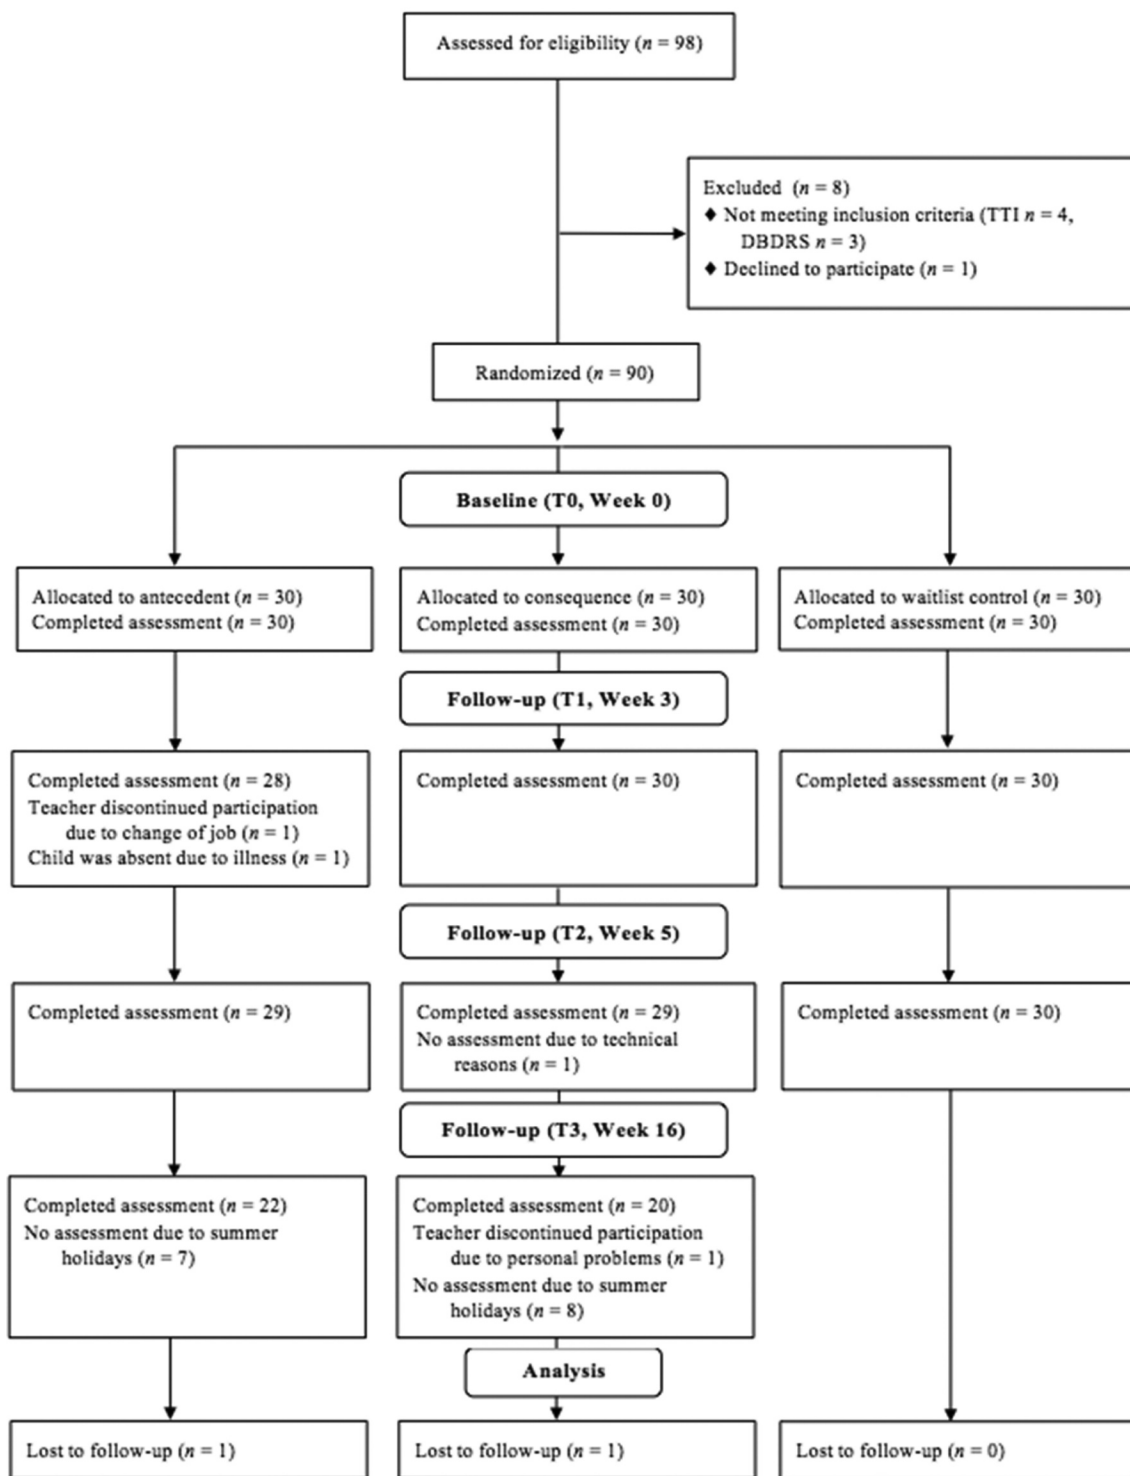 Assessed for eligibility (n = 98)
Excluded (n = 8)
♦ Not meeting inclusion criteria (TTI n = 4,
DBDRS n = 3)
♦ Declined to participate (n = 1)
Randomized (n = 90)
Baseline (T0, Week 0)
Allocated to antecedent (n = 30)
Completed assessment (n = 30)
Allocated to consequence (n = 30)
Completed assessment (n = 30)
Allocated to waitlist control (n = 30)
Completed assessment (n = 30)
Follow-up (T1, Week 3)
Completed assessment (n = 28)
Teacher discontinued participation
due to change of job (n = 1)
Child was absent due to illness (n = 1)
Completed assessment (n = 30)
Completed assessment (n = 30)
Follow-up (T2, Week 5)
Completed assessment (n = 29)
Completed assessment (n = 29)
No assessment due to technical
reasons (n = 1)
Completed assessment (n = 30)
Follow-up (T3, Week 16)
Completed assessment (n = 22)
No assessment due to summer
holidays (n = 7)
Completed assessment (n = 20)
Teacher discontinued participation
due to personal problems (n = 1)
No assessment due to summer
holidays (n = 8)
Analysis
Lost to follow-up (n = 1)
Lost to follow-up (n = 1)
Lost to follow-up (n = 0)